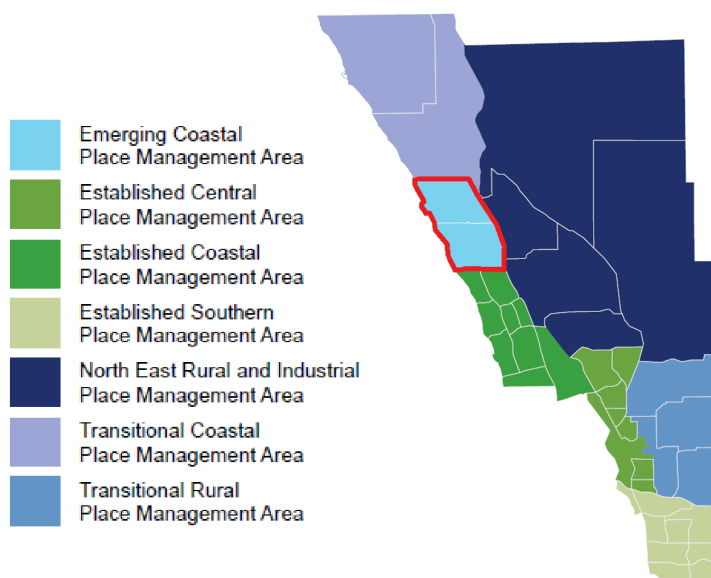 Emerging Coastal
Place Management Area
Established Central
Place Management Area
Established Coastal
Place Management Area
Established Southern
Place Management Area
North East Rural and Industrial
Place Management Area
Transitional Coastal
Place Management Area
Transitional Rural
Place Management Area